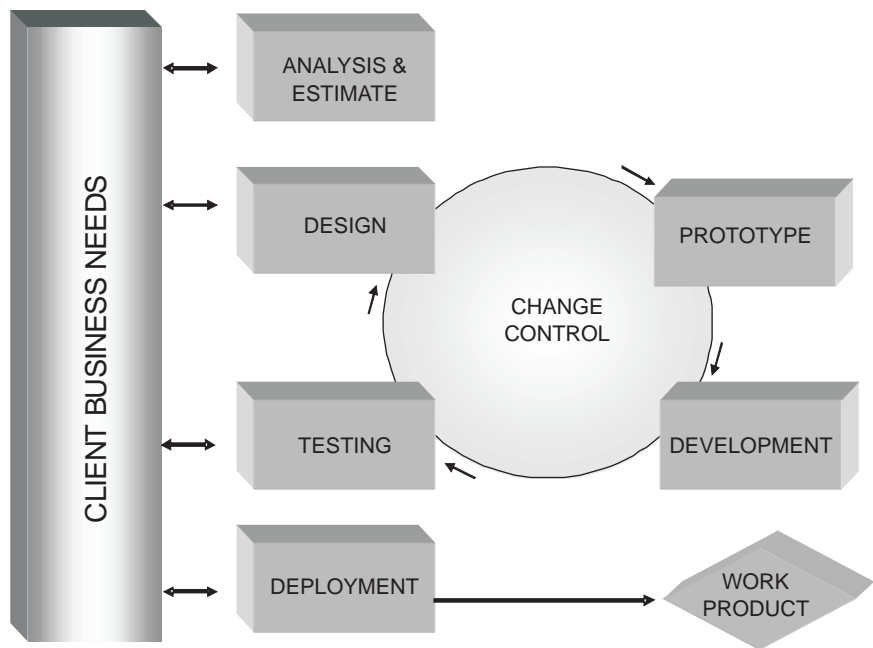 CLIENT BUSINESS NEEDS
ANALYSIS &
ESTIMATE
DESIGN
PROTOTYPE
CHANGE
CONTROL
TESTING
DEVELOPMENT
DEPLOYMENT
WORK
PRODUCT